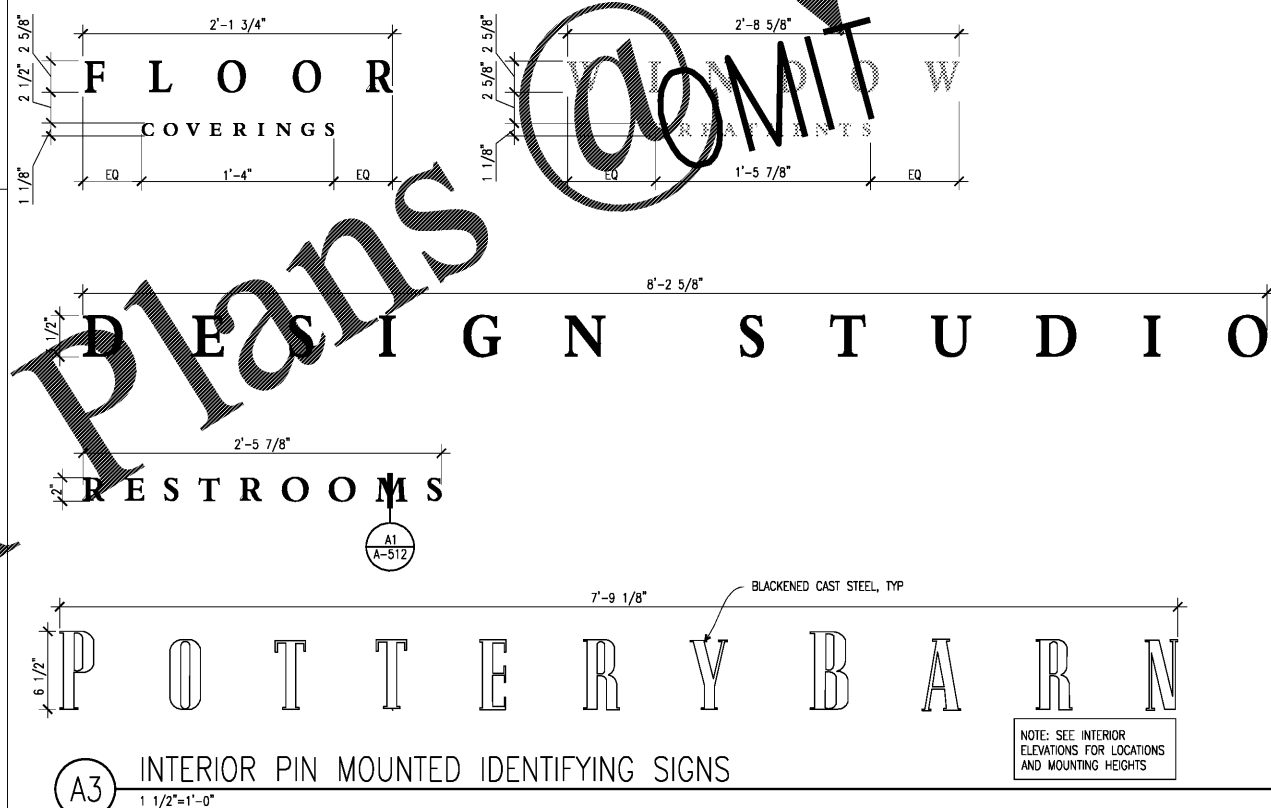 2'-1 3/4"
2 5/8"
2 1/2"
1 1/8"
F L O O R
COVERINGS
EQ 1'-4" EQ
2'-8 5/8"
2 5/8"
2 5/8"
1 1/8"
W I N D O W
TREATMENTS
EQ 1'-5 7/8" EQ
OMIT
Plans @
8'-2 5/8"
1/2"
D E S I G N S T U D I O
2'-5 7/8"
2"
RESTROOMS
A1
A-512
BLACKENED CAST STEEL, TYP
7'-9 1/8"
6 1/2"
P O T T E R Y B A R N
NOTE: SEE INTERIOR
ELEVATIONS FOR LOCATIONS
AND MOUNTING HEIGHTS
A3 INTERIOR PIN MOUNTED IDENTIFYING SIGNS
1 1/2"=1'-0"